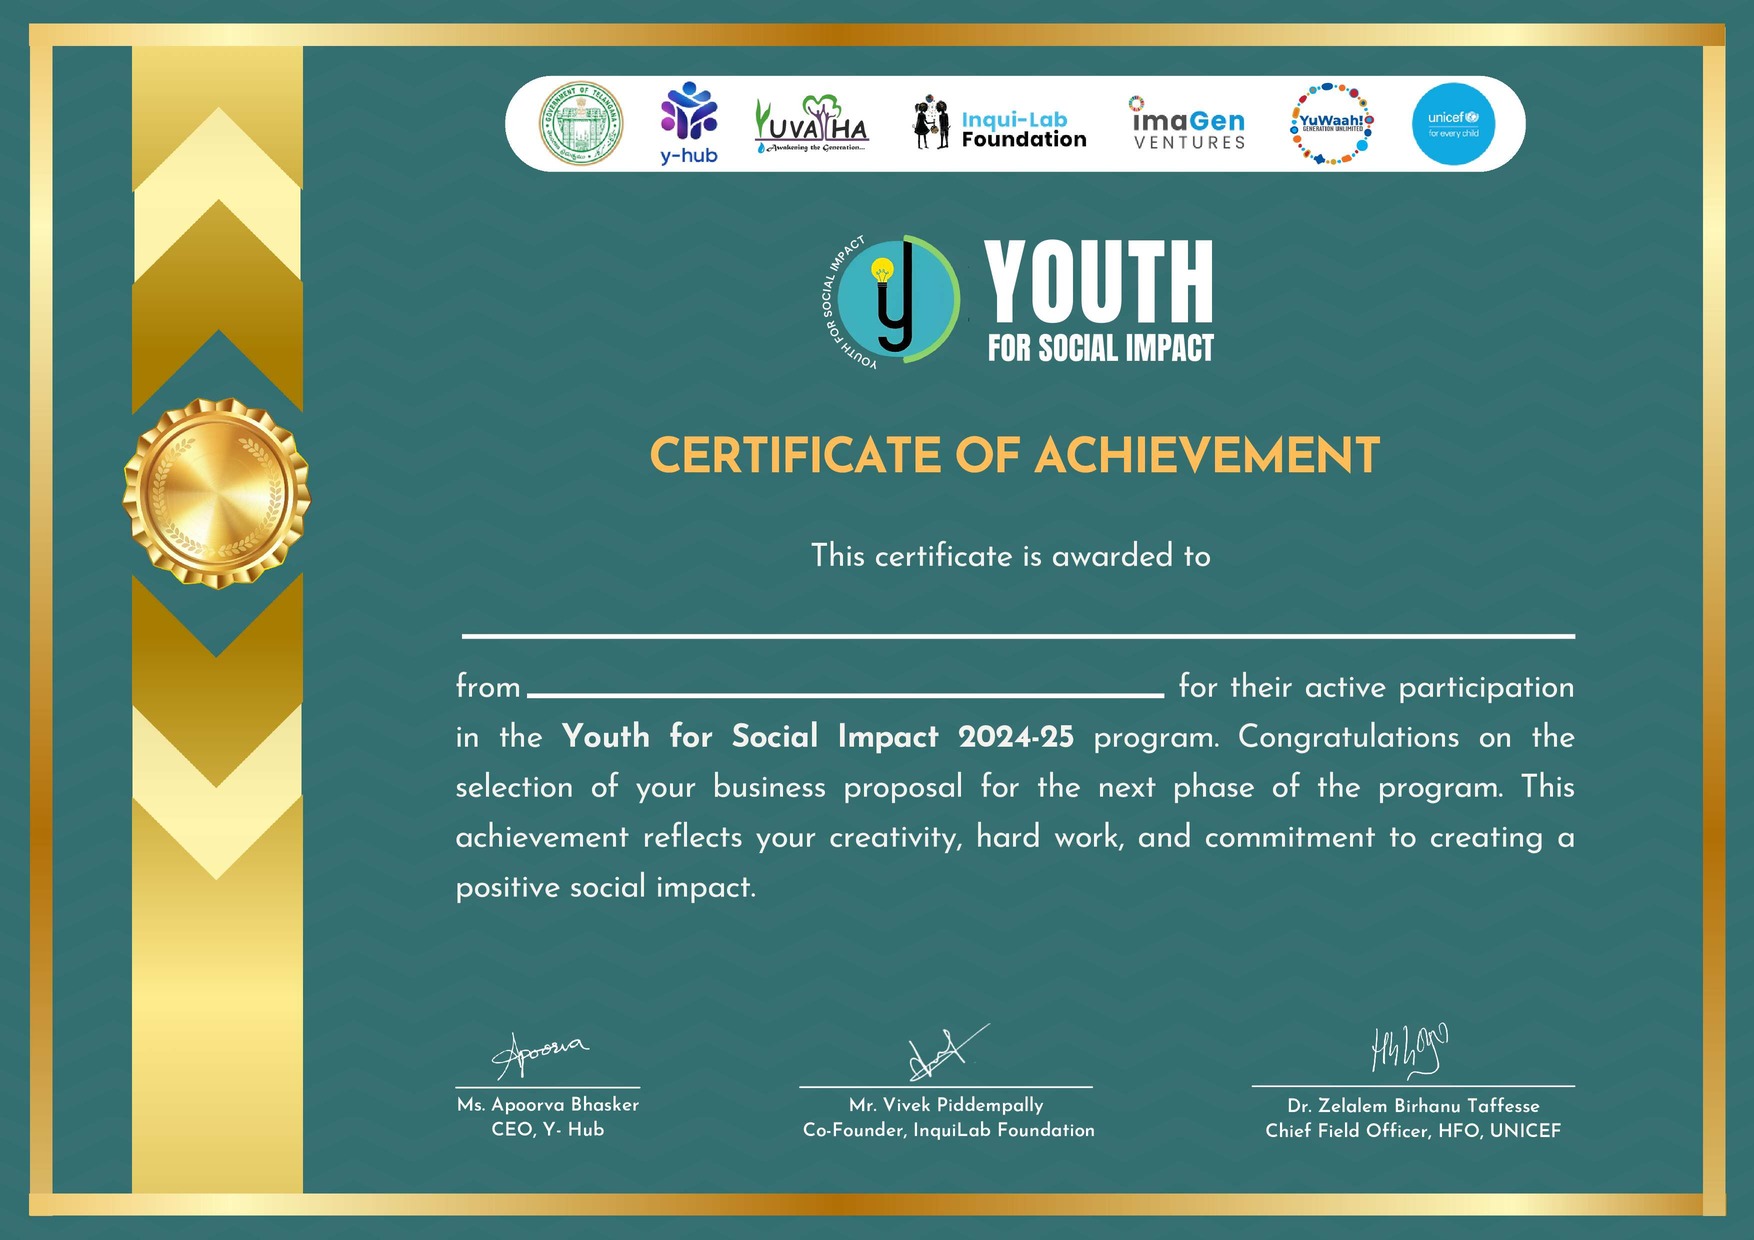 GOVERNMENT OF TELANGANA
y-hub
YUVATHA
Awakening the Generation...
Inqui-Lab
Foundation
imaGen
VENTURES
YuWaah!
GENERATION UNLIMITED
unicef
for every child
YOUTH FOR SOCIAL IMPACT
y
YOUTH
FOR SOCIAL IMPACT
CERTIFICATE OF ACHIEVEMENT
This certificate is awarded to
from for their active participation
in the Youth for Social Impact 2024-25 program. Congratulations on the
selection of your business proposal for the next phase of the program. This
achievement reflects your creativity, hard work, and commitment to creating a
positive social impact.
Apoorva
Ms. Apoorva Bhasker
CEO, Y- Hub
Mr. Vivek Piddempally
Co-Founder, InquiLab Foundation
Dr. Zelalem Birhanu Taffesse
Chief Field Officer, HFO, UNICEF